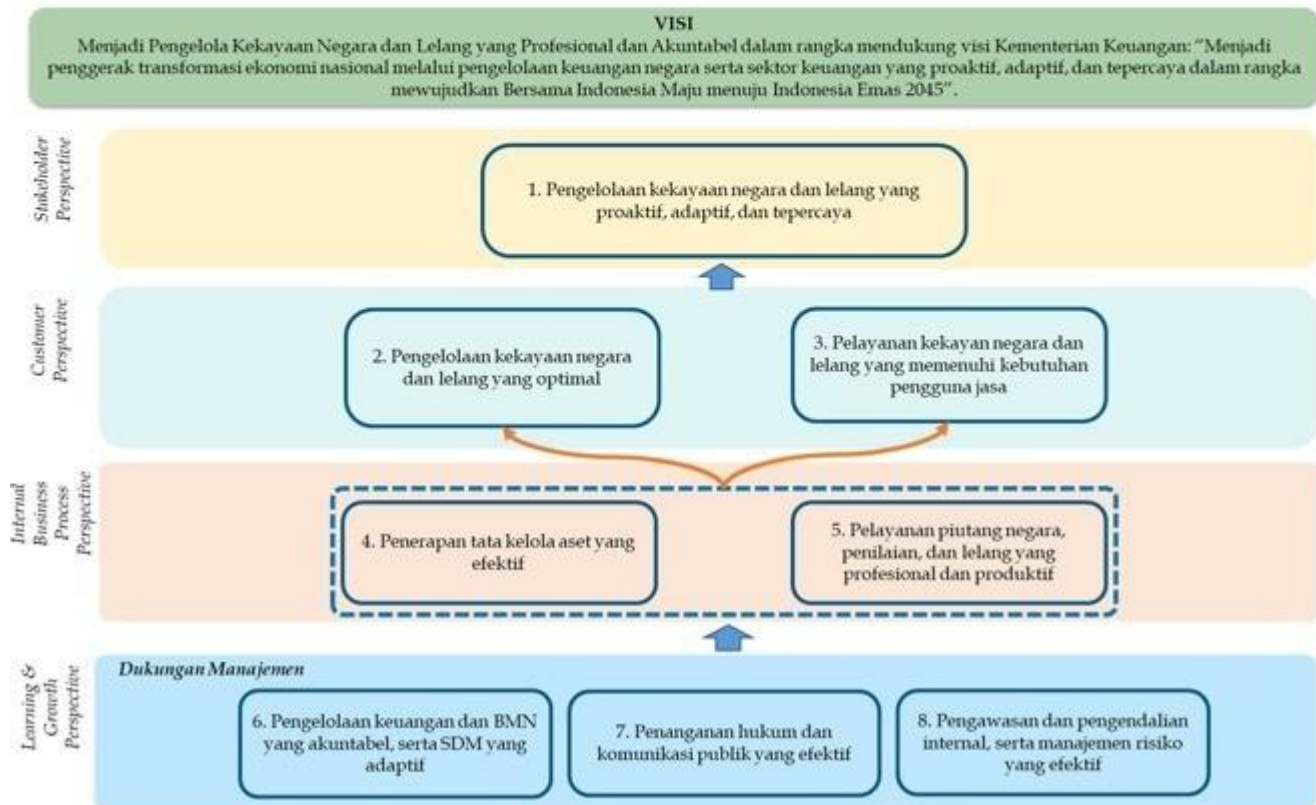 VISI
Menjadi Pengelola Kekayaan Negara dan Lelang yang Profesional dan Akuntabel dalam rangka mendukung visi Kementerian Keuangan: "Menjadi
penggerak transformasi ekonomi nasional melalui pengelolaan keuangan negara serta sektor keuangan yang proaktif, adaptif, dan tepercaya dalam rangka
mewujudkan Bersama Indonesia Maju menuju Indonesia Emas 2045".
Stakeholder
Perspective
1. Pengelolaan kekayaan negara dan lelang yang
proaktif, adaptif, dan tepercaya
Customer
Perspective
2. Pengelolaan kekayaan negara
dan lelang yang optimal
3. Pelayanan kekayan negara dan
lelang yang memenuhi kebutuhan
pengguna jasa
Internal
Business
Process
Perspective
4. Penerapan tata kelola aset yang
efektif
5. Pelayanan piutang negara,
penilaian, dan lelang yang
profesional dan produktif
Learning &
Growth
Perspective
Dukungan Manajemen
6. Pengelolaan keuangan dan BMN
yang akuntabel, serta SDM yang
adaptif
7. Penanganan hukum dan
komunikasi publik yang efektif
8. Pengawasan dan pengendalian
internal, serta manajemen risiko
yang efektif